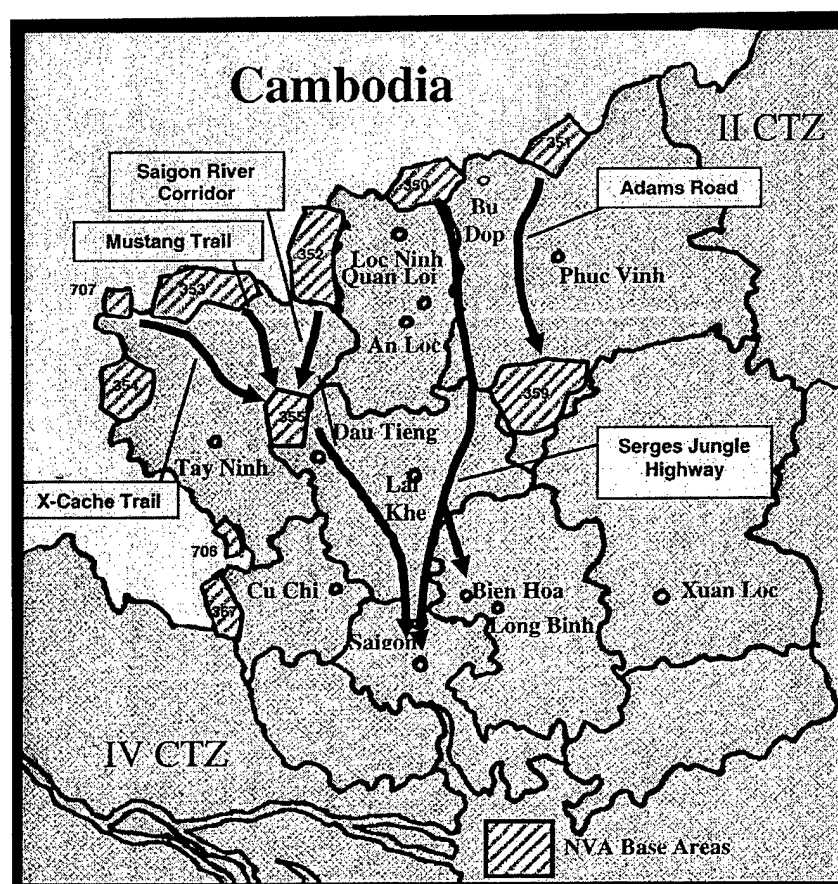 Cambodia
II CTZ
351
350
Saigon River
Corridor
Adams Road
Bu
Dop
Mustang Trail
352
Loc Ninh
Quan Loi
Phuc Vinh
707
353
An Loc
354
359
355
Dau Tieng
Serges Jungle
Highway
Tay Ninh
Lai
Khe
X-Cache Trail
706
Cu Chi
Bien Hoa
Xuan Loc
367
Long Binh
Saigon
IV CTZ
NVA Base Areas